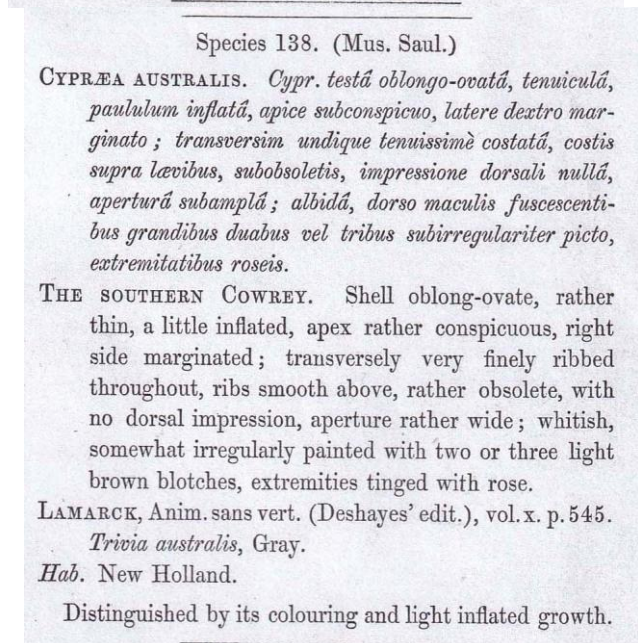 Species 138. (Mus. Saul.)
CYPRÆA AUSTRALIS. Cypr. testâ oblongo-ovatâ, tenuiculâ,
paululum inflatâ, apice subconspicuo, latere dextro mar-
ginato; transversim undique tenuissimè costatâ, costis
supra lævibus, subobsoletis, impressione dorsali nullâ,
aperturâ subamplâ; albidâ, dorso maculis fuscescenti-
bus grandibus duabus vel tribus subirregulariter picto,
extremitatibus roseis.
THE SOUTHERN COWREY. Shell oblong-ovate, rather
thin, a little inflated, apex rather conspicuous, right
side marginated; transversely very finely ribbed
throughout, ribs smooth above, rather obsolete, with
no dorsal impression, aperture rather wide; whitish,
somewhat irregularly painted with two or three light
brown blotches, extremities tinged with rose.
LAMARCK, Anim. sans vert. (Deshayes' edit.), vol. x. p. 545.
Trivia australis, Gray.
Hab. New Holland.
Distinguished by its colouring and light inflated growth.